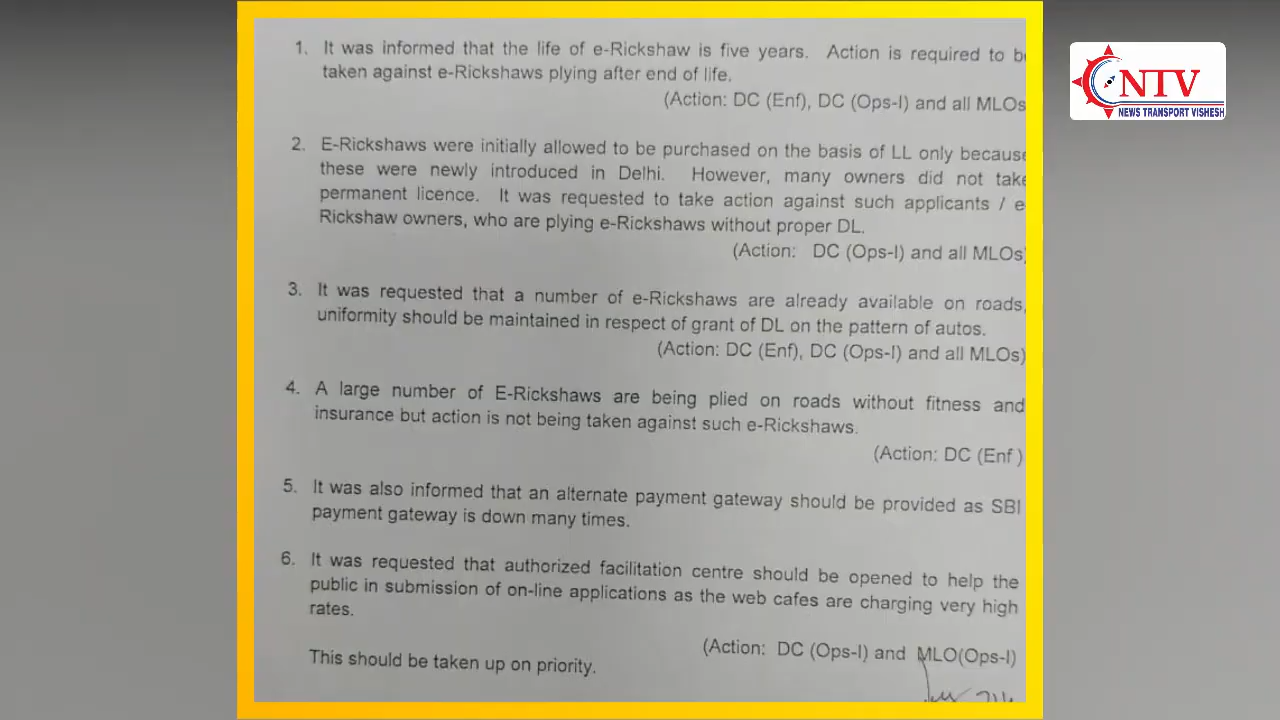 1. It was informed that the life of e-Rickshaw is five years. Action is required to be
taken against e-Rickshaws plying after end of life.
(Action: DC (Enf), DC (Ops-I) and all MLOs
2. E-Rickshaws were initially allowed to be purchased on the basis of LL only because
these were newly introduced in Delhi. However, many owners did not take
permanent licence. It was requested to take action against such applicants / e-
Rickshaw owners, who are plying e-Rickshaws without proper DL.
(Action: DC (Ops-I) and all MLOs)
3. It was requested that a number of e-Rickshaws are already available on roads,
uniformity should be maintained in respect of grant of DL on the pattern of autos.
(Action: DC (Enf), DC (Ops-I) and all MLOs)
4. A large number of E-Rickshaws are being plied on roads without fitness and
insurance but action is not being taken against such e-Rickshaws.
(Action: DC (Enf )
5. It was also informed that an alternate payment gateway should be provided as SBI
payment gateway is down many times.
6. It was requested that authorized facilitation centre should be opened to help the
public in submission of on-line applications as the web cafes are charging very high
rates.
(Action: DC (Ops-I) and MLO(Ops-I)
This should be taken up on priority.
NTV
NEWS TRANSPORT VISHESH